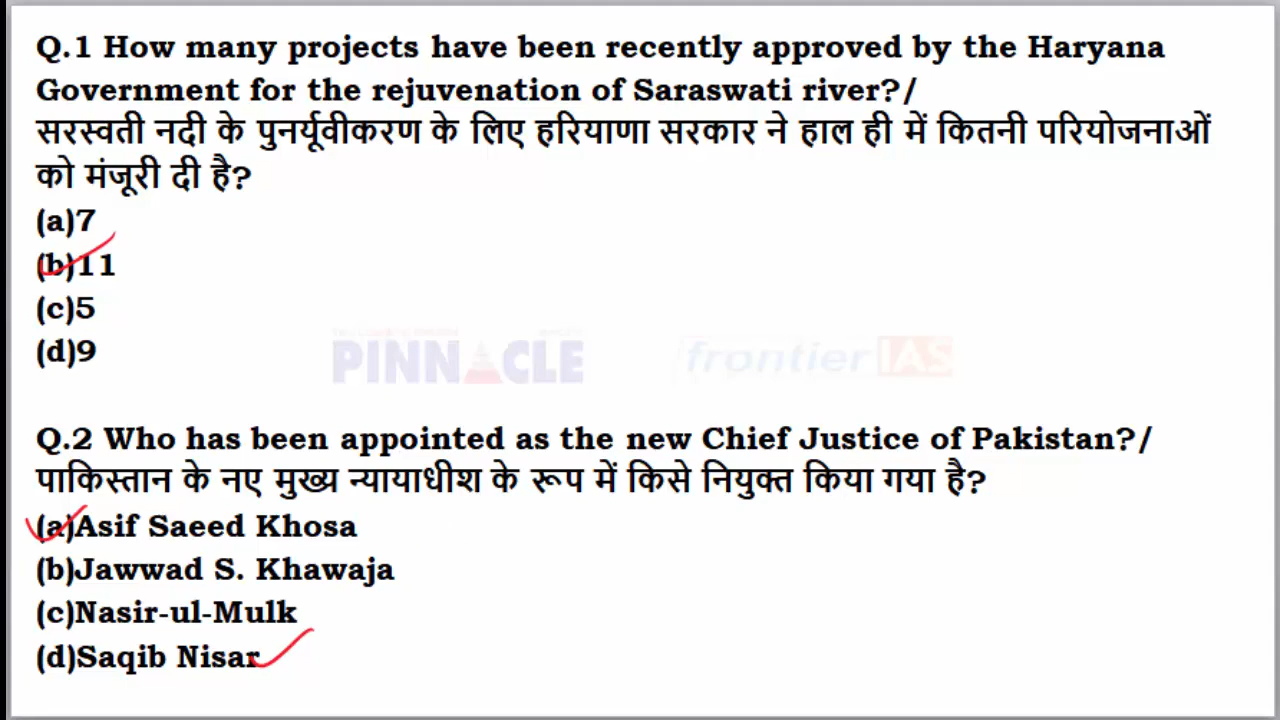 Q.1 How many projects have been recently approved by the Haryana
Government for the rejuvenation of Saraswati river?/
सरस्वती नदी के पुनर्यूवीकरण के लिए हरियाणा सरकार ने हाल ही में कितनी परियोजनाओं
को मंजूरी दी है?
(a)7
(b)11
(c)5
(d)9
PINNACLE
frontier IAS
Q.2 Who has been appointed as the new Chief Justice of Pakistan?/
पाकिस्तान के नए मुख्य न्यायाधीश के रूप में किसे नियुक्त किया गया है?
(a)Asif Saeed Khosa
(b)Jawwad S. Khawaja
(c)Nasir-ul-Mulk
(d)Saqib Nisar